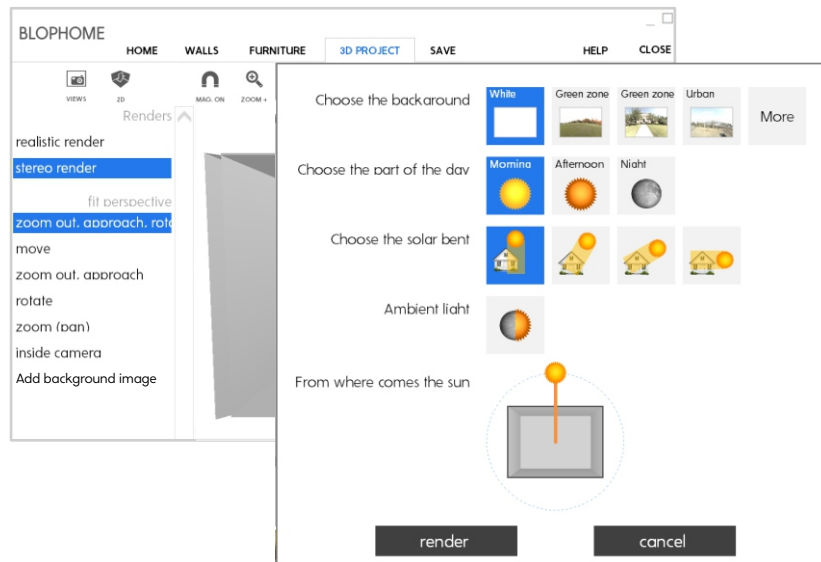 BLOPHOME
HOME WALLS FURNITURE 3D PROJECT SAVE HELP CLOSE
VIEWS 2D MAG. ON ZOOM +
Renders
realistic render
stereo render
fit perspective
zoom out, approach, rota
move
zoom out, approach
rotate
zoom (pan)
inside camera
Add background image
Choose the background
White Green zone Green zone Urban More
Choose the part of the day
Morning Afternoon Night
Choose the solar bent
Ambient light
From where comes the sun
render cancel